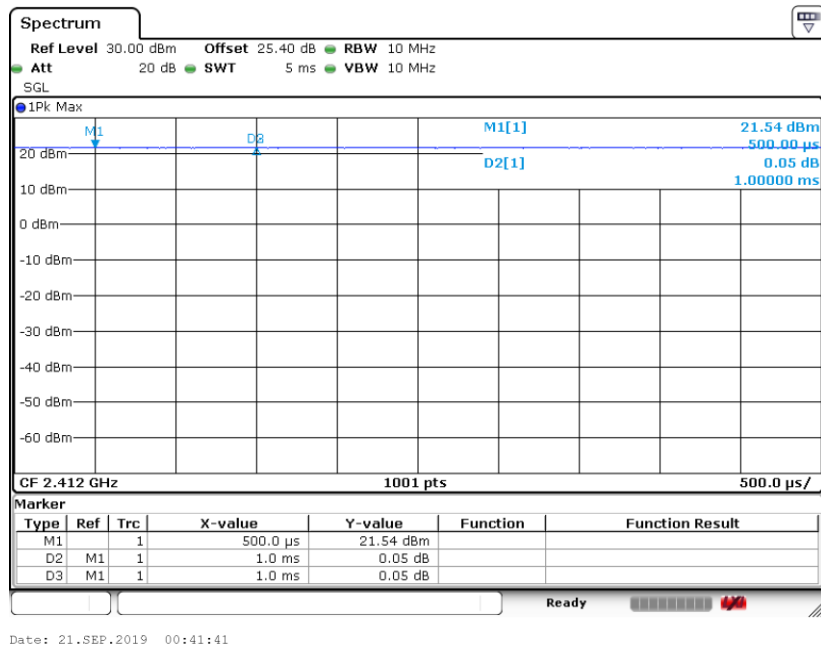 Spectrum
Ref Level 30.00 dBm Offset 25.40 dB RBW 10 MHz
Att 20 dB SWT 5 ms VBW 10 MHz
SGL
1Pk Max
M1[1] 21.54 dBm
500.00 µs
D2[1] 0.05 dB
1.00000 ms
M1
D3
20 dBm
10 dBm
0 dBm
-10 dBm
-20 dBm
-30 dBm
-40 dBm
-50 dBm
-60 dBm
CF 2.412 GHz 1001 pts 500.0 µs/
Marker
Type Ref Trc X-value Y-value Function Function Result
M1 1 500.0 µs 21.54 dBm
D2 M1 1 1.0 ms 0.05 dB
D3 M1 1 1.0 ms 0.05 dB
Ready
Date: 21.SEP.2019 00:41:41